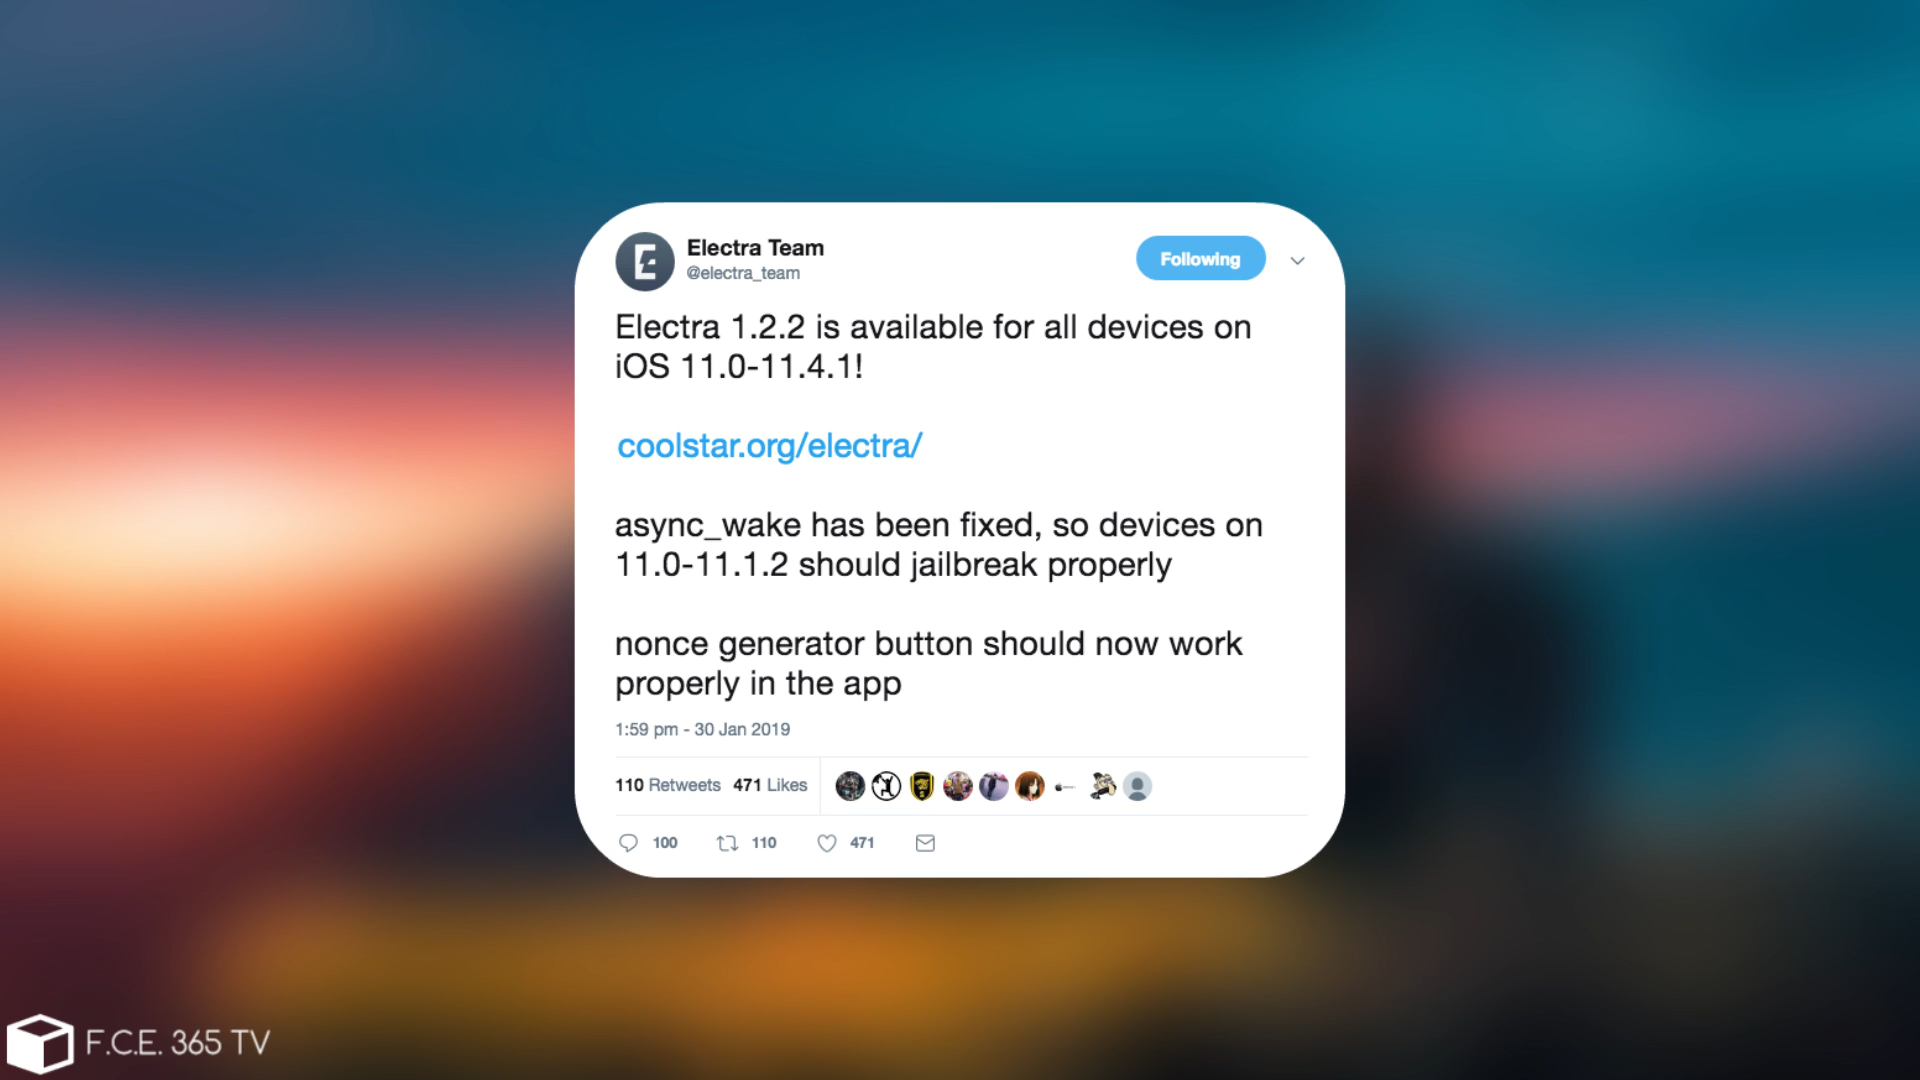 Electra Team
@electra_team
Following
Electra 1.2.2 is available for all devices on
iOS 11.0-11.4.1!
coolstar.org/electra/
async_wake has been fixed, so devices on
11.0-11.1.2 should jailbreak properly
nonce generator button should now work
properly in the app
1:59 pm - 30 Jan 2019
110 Retweets 471 Likes
100 110 471
F.C.E. 365 TV